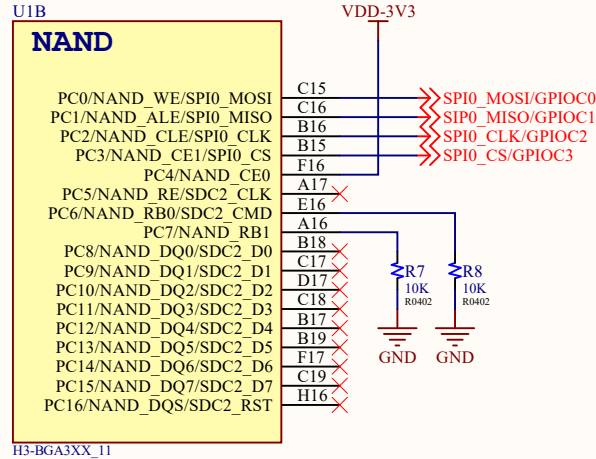 U1B
VDD-3V3
NAND
PC0/NAND_WE/SPI0_MOSI C15 SPI0_MOSI/GPIOC0
PC1/NAND_ALE/SPI0_MISO C16 SIP0_MISO/GPIOC1
PC2/NAND_CLE/SPI0_CLK B16 SPI0_CLK/GPIOC2
PC3/NAND_CE1/SPI0_CS B15 SPI0_CS/GPIOC3
PC4/NAND_CE0 F16
PC5/NAND_RE/SDC2_CLK A17
PC6/NAND_RB0/SDC2_CMD E16
PC7/NAND_RB1 A16
PC8/NAND_DQ0/SDC2_D0 B18
PC9/NAND_DQ1/SDC2_D1 C17
PC10/NAND_DQ2/SDC2_D2 D17
PC11/NAND_DQ3/SDC2_D3 C18
PC12/NAND_DQ4/SDC2_D4 B17
PC13/NAND_DQ5/SDC2_D5 B19
PC14/NAND_DQ6/SDC2_D6 F17
PC15/NAND_DQ7/SDC2_D7 C19
PC16/NAND_DQS/SDC2_RST H16
R7
10K
R0402
GND
R8
10K
R0402
GND
H3-BGA3XX_11